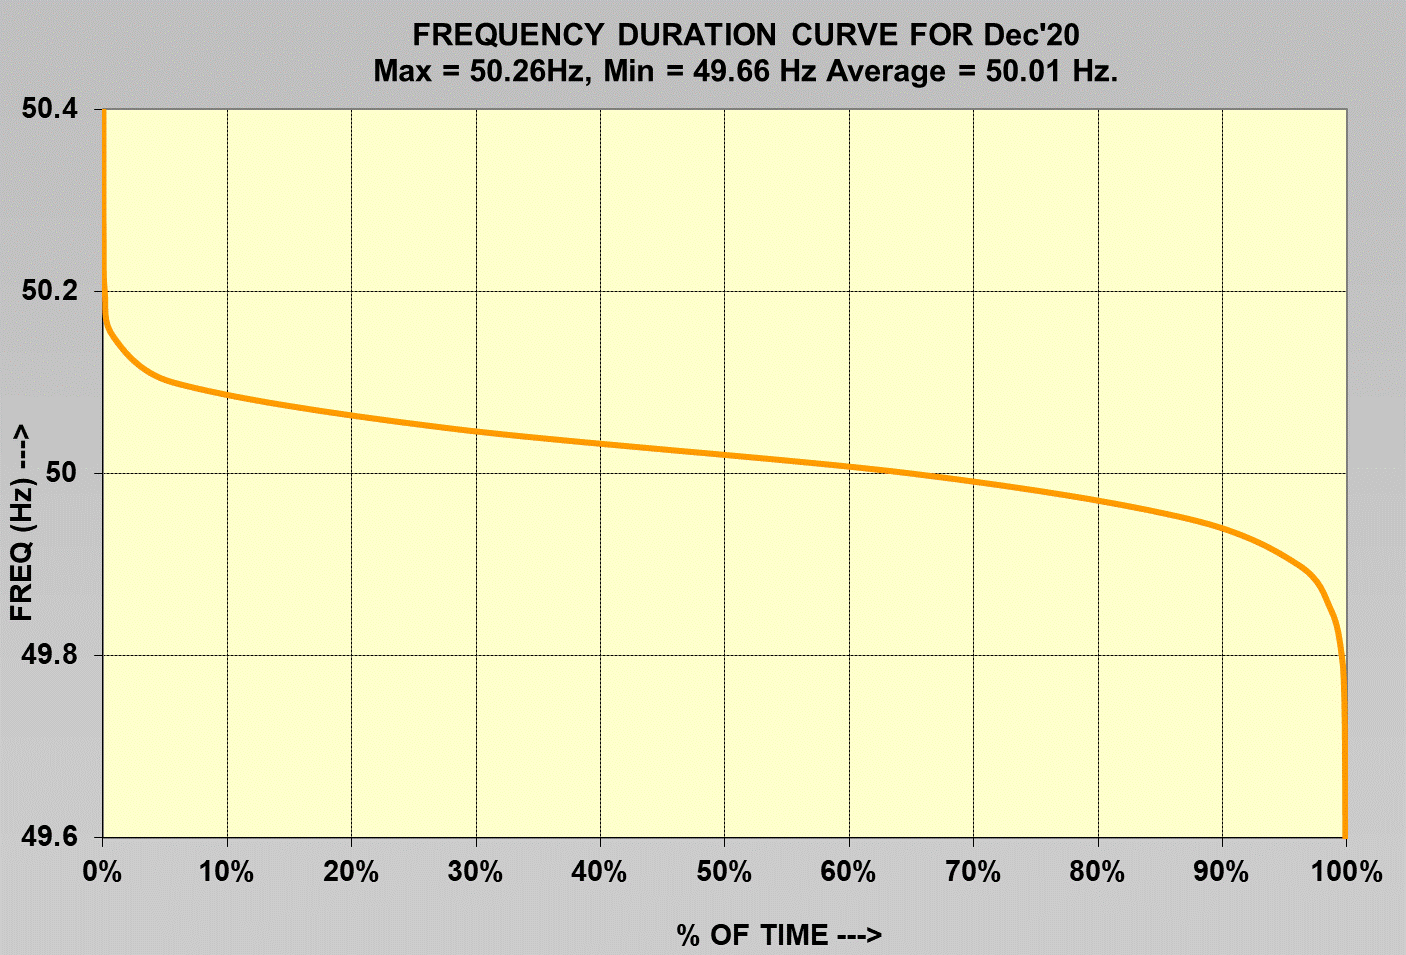 FREQUENCY DURATION CURVE FOR Dec'20
Max = 50.26Hz, Min = 49.66 Hz Average = 50.01 Hz.
50.4
50.2
50
49.8
49.6
FREQ (Hz) --->
0% 10% 20% 30% 40% 50% 60% 70% 80% 90% 100%
% OF TIME --->